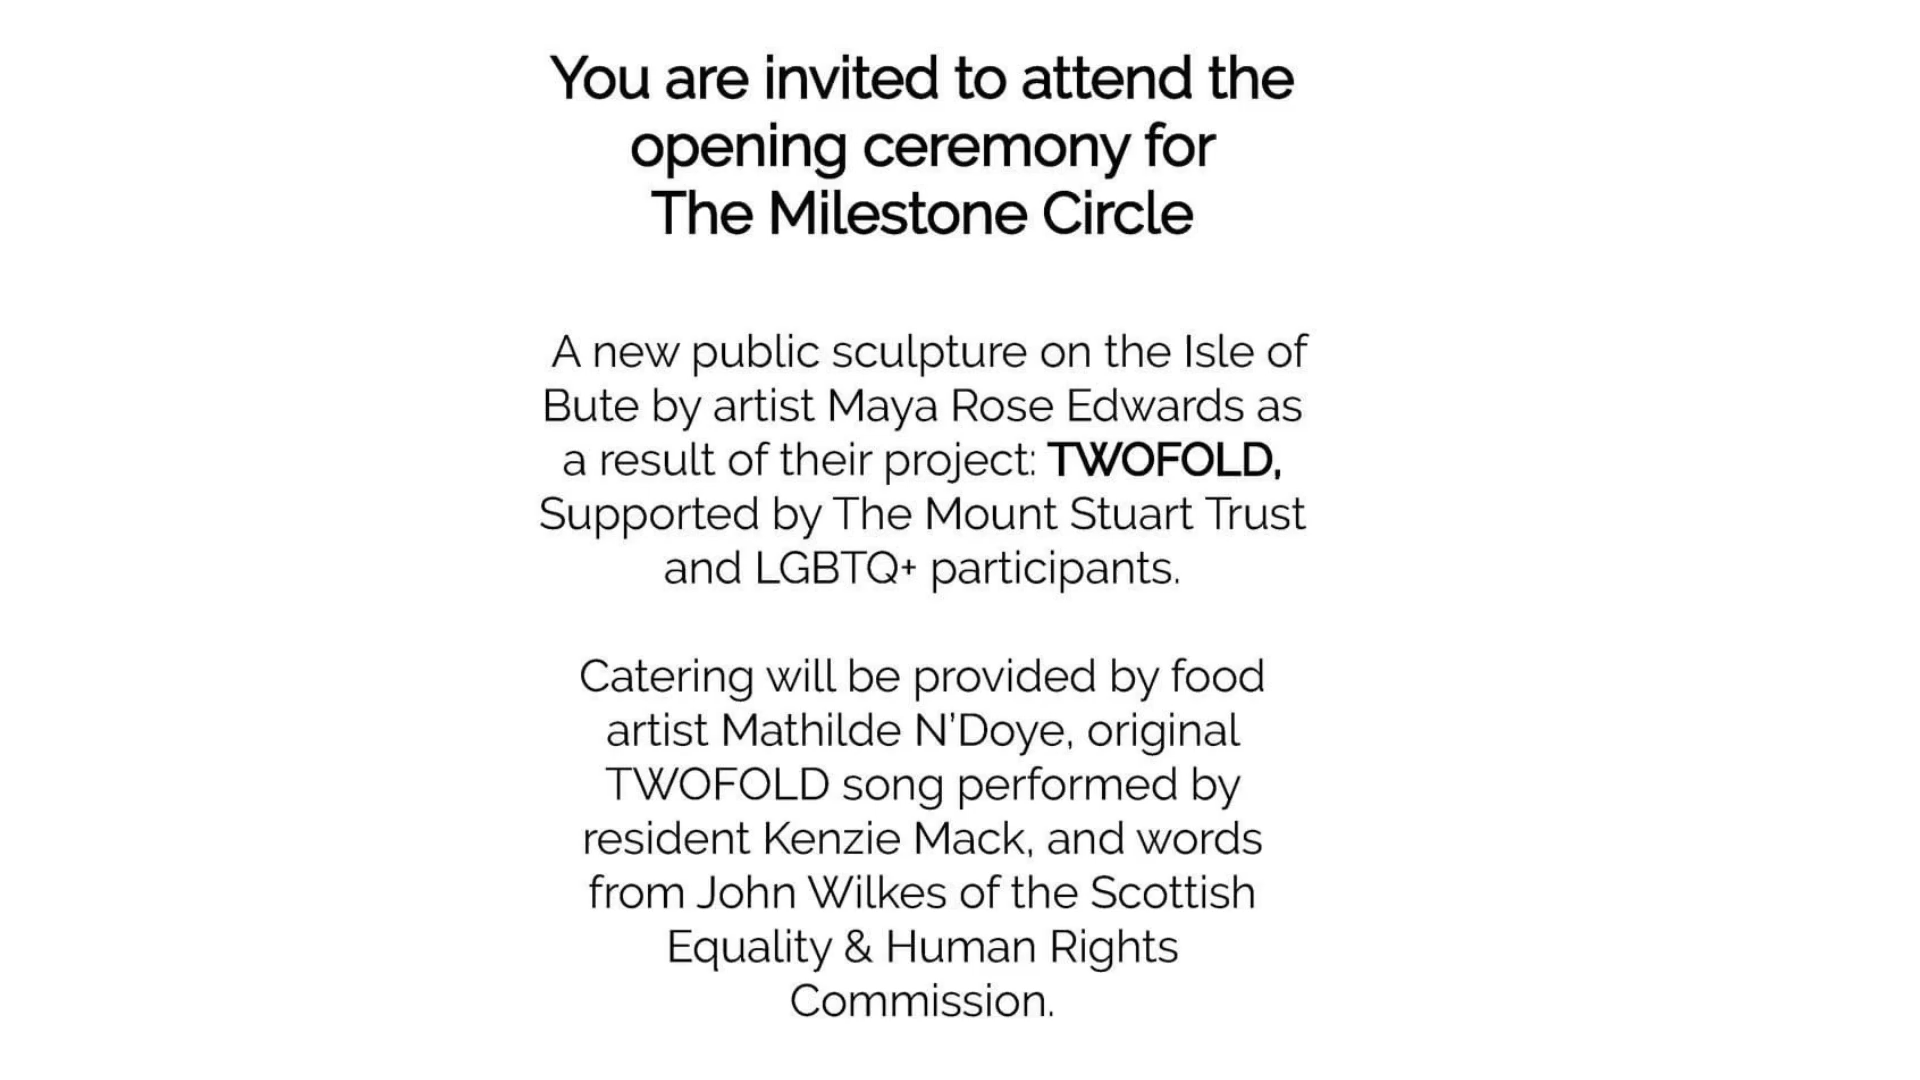 You are invited to attend the
opening ceremony for
The Milestone Circle
A new public sculpture on the Isle of
Bute by artist Maya Rose Edwards as
a result of their project: TWOFOLD,
Supported by The Mount Stuart Trust
and LGBTQ+ participants.
Catering will be provided by food
artist Mathilde N’Doye, original
TWOFOLD song performed by
resident Kenzie Mack, and words
from John Wilkes of the Scottish
Equality & Human Rights
Commission.